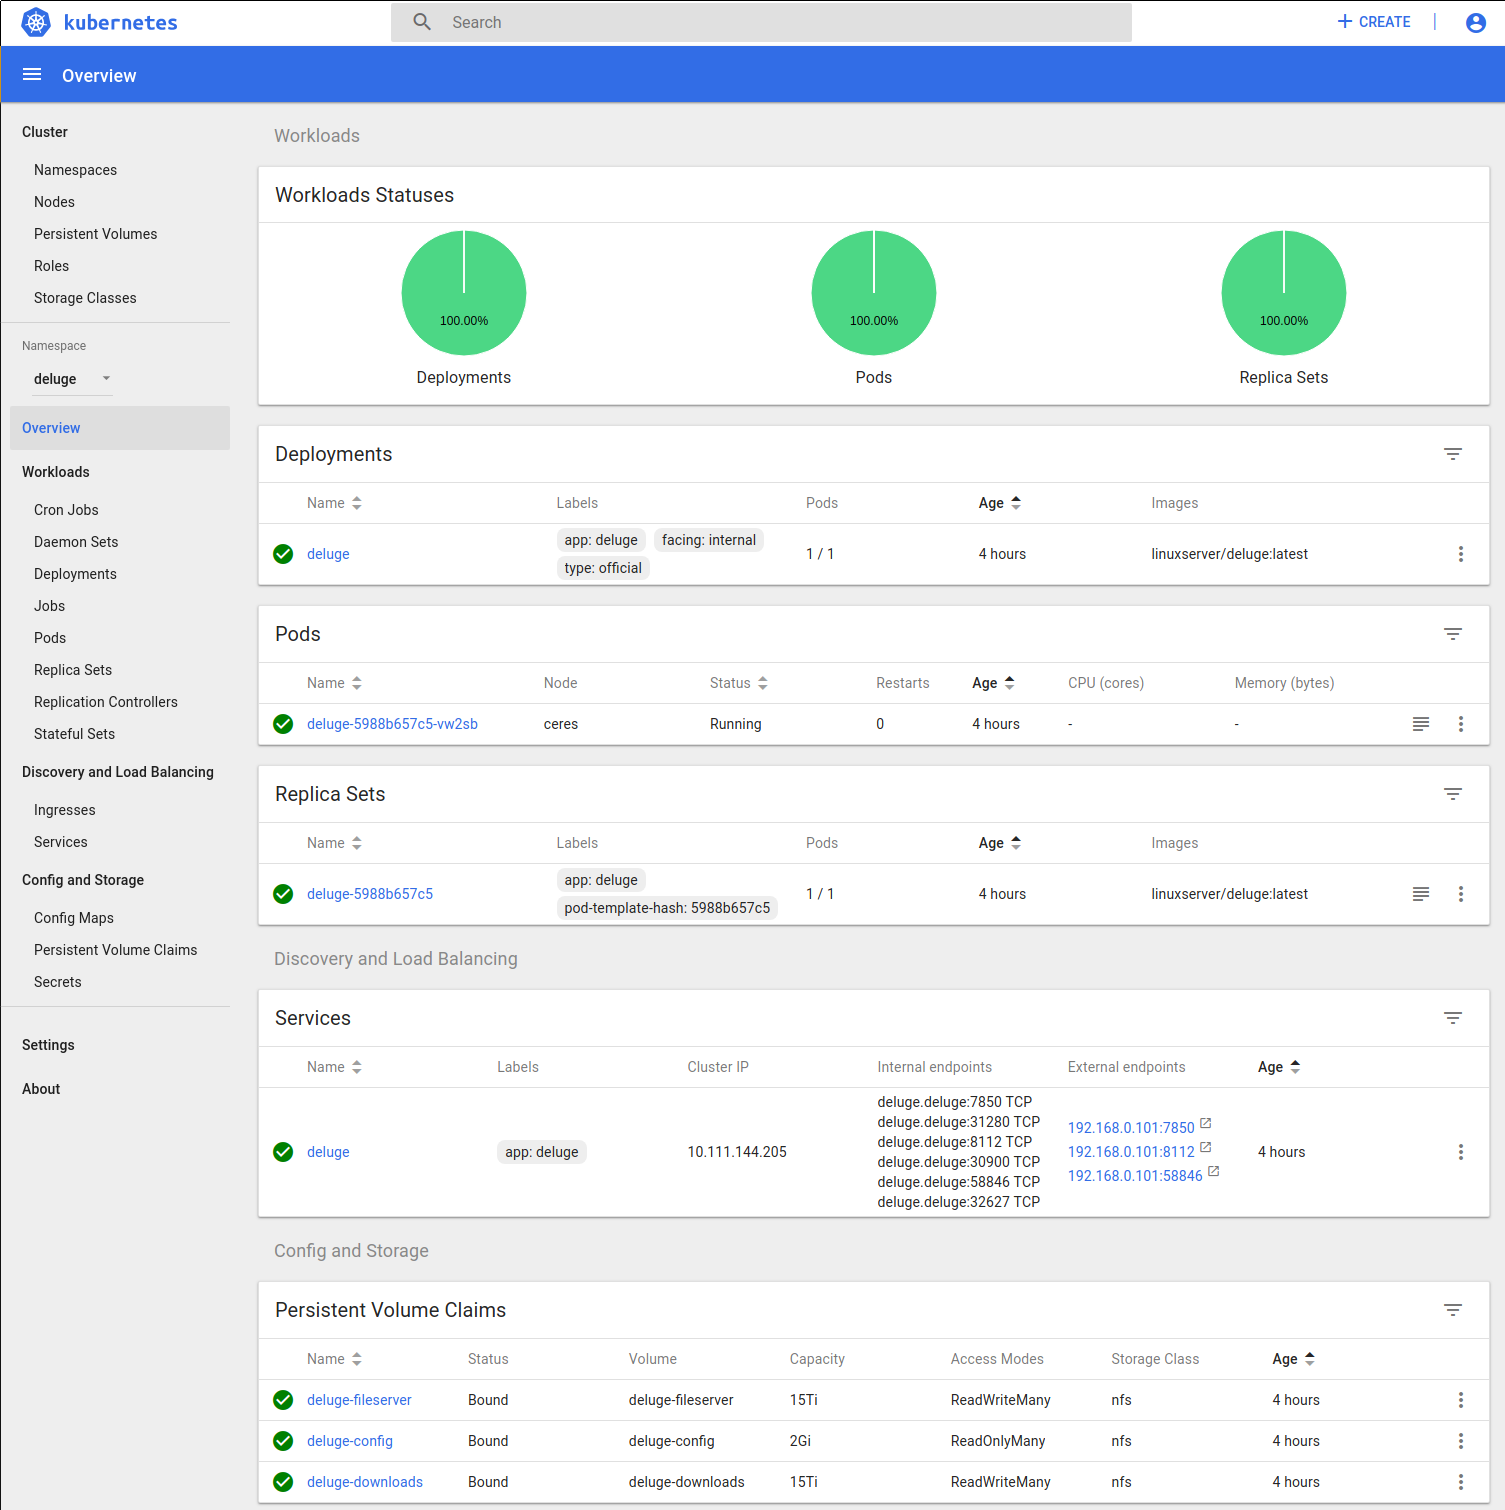 kubernetes
Search
CREATE
Overview
Cluster
Namespaces
Nodes
Persistent Volumes
Roles
Storage Classes
Namespace
deluge
Overview
Workloads
Cron Jobs
Daemon Sets
Deployments
Jobs
Pods
Replica Sets
Replication Controllers
Stateful Sets
Discovery and Load Balancing
Ingresses
Services
Config and Storage
Config Maps
Persistent Volume Claims
Secrets
Settings
About
Workloads
Workloads Statuses
100.00% 100.00% 100.00%
Deployments Pods Replica Sets
Deployments
Name Labels Pods Age Images
app: deluge facing: internal
deluge 1 / 1 4 hours linuxserver/deluge:latest
type: official
Pods
Name Node Status Restarts Age CPU (cores) Memory (bytes)
deluge-5988b657c5-vw2sb ceres Running 0 4 hours - -
Replica Sets
Name Labels Pods Age Images
app: deluge
deluge-5988b657c5 1 / 1 4 hours linuxserver/deluge:latest
pod-template-hash: 5988b657c5
Discovery and Load Balancing
Services
Name Labels Cluster IP Internal endpoints External endpoints Age
deluge app: deluge 10.111.144.205
deluge.deluge:7850 TCP
deluge.deluge:31280 TCP
deluge.deluge:8112 TCP
deluge.deluge:30900 TCP
deluge.deluge:58846 TCP
deluge.deluge:32627 TCP
192.168.0.101:7850
192.168.0.101:8112
192.168.0.101:58846
4 hours
Config and Storage
Persistent Volume Claims
Name Status Volume Capacity Access Modes Storage Class Age
deluge-fileserver Bound deluge-fileserver 15Ti ReadWriteMany nfs 4 hours
deluge-config Bound deluge-config 2Gi ReadOnlyMany nfs 4 hours
deluge-downloads Bound deluge-downloads 15Ti ReadWriteMany nfs 4 hours